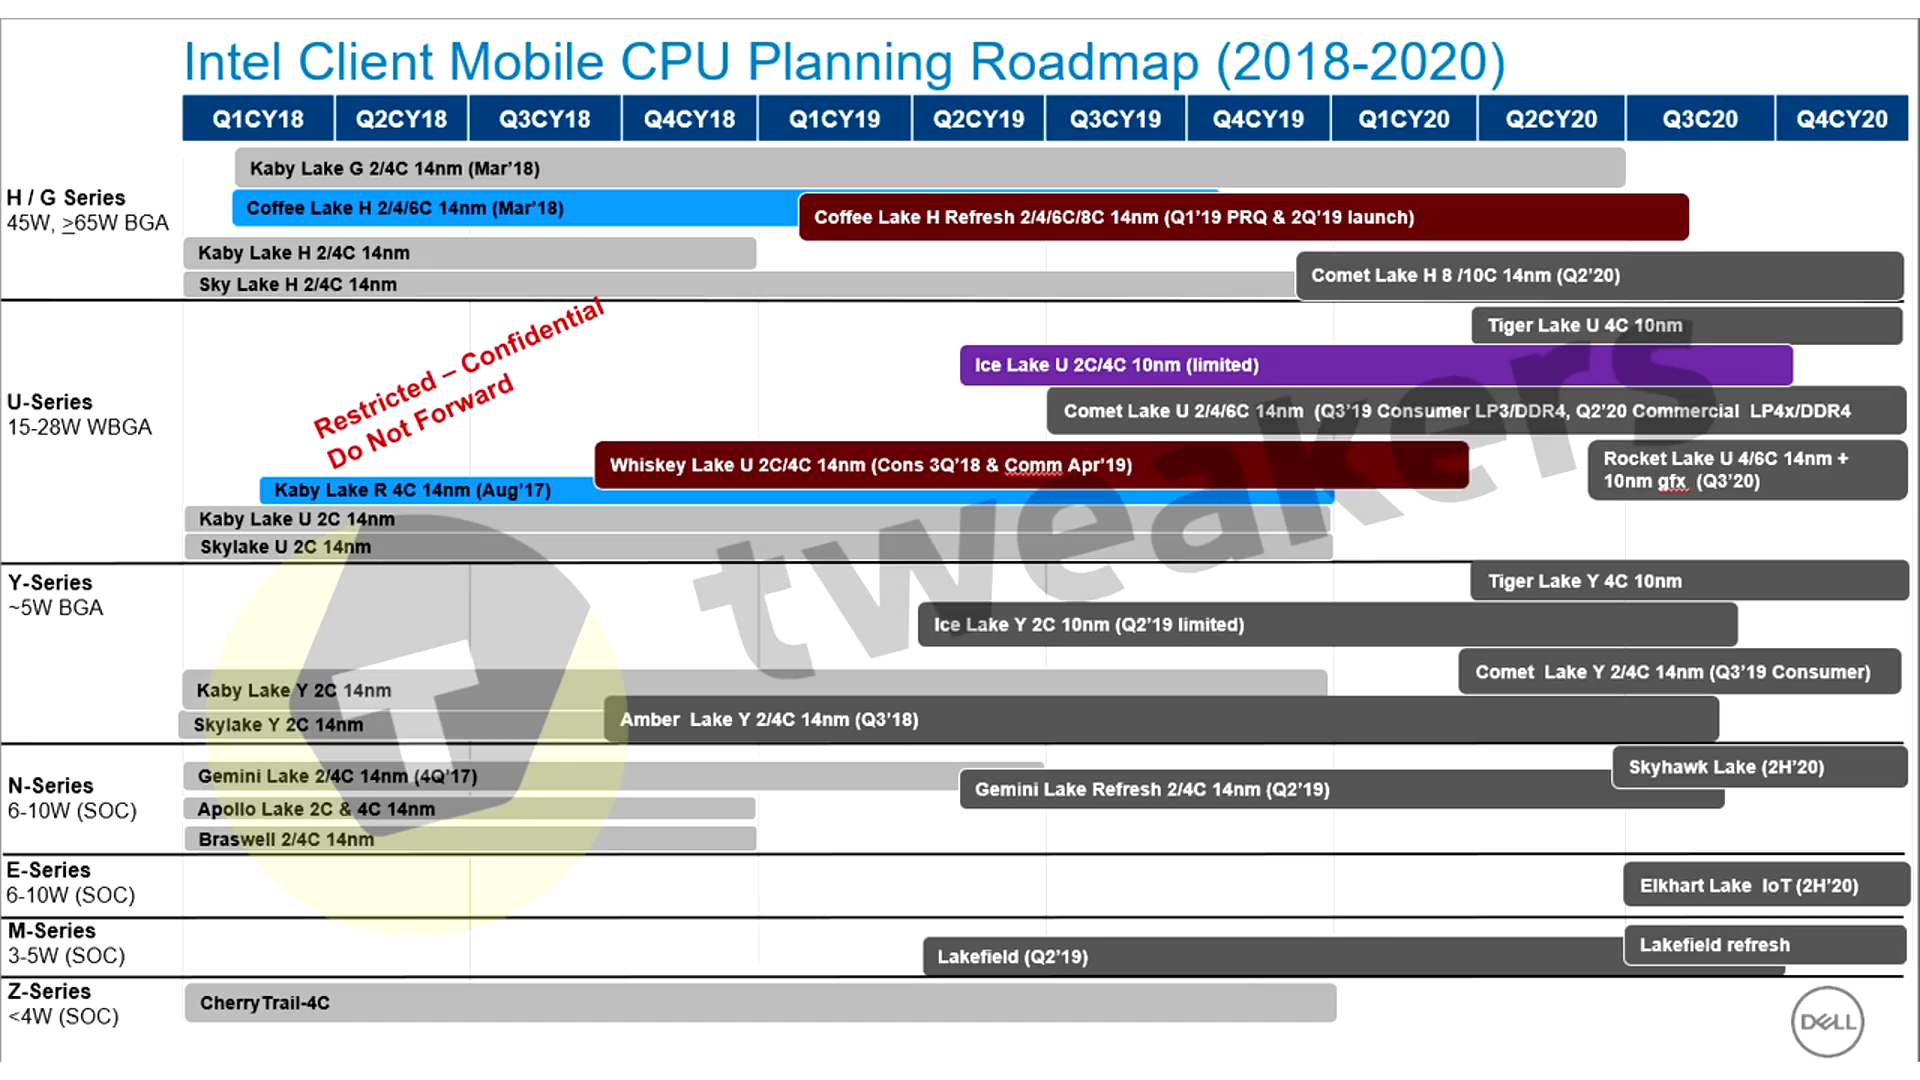 Intel Client Mobile CPU Planning Roadmap (2018-2020)
Q1CY18 Q2CY18 Q3CY18 Q4CY18 Q1CY19 Q2CY19 Q3CY19 Q4CY19 Q1CY20 Q2CY20 Q3C20 Q4CY20
H / G Series
45W, >65W BGA
Kaby Lake G 2/4C 14nm (Mar’18)
Coffee Lake H 2/4/6C 14nm (Mar’18)
Coffee Lake H Refresh 2/4/6C/8C 14nm (Q1’19 PRQ & 2Q’19 launch)
Kaby Lake H 2/4C 14nm
Sky Lake H 2/4C 14nm
Comet Lake H 8 /10C 14nm (Q2’20)
Restricted – Confidential
Do Not Forward
U-Series
15-28W WBGA
Tiger Lake U 4C 10nm
Ice Lake U 2C/4C 10nm (limited)
Comet Lake U 2/4/6C 14nm (Q3’19 Consumer LP3/DDR4, Q2’20 Commercial LP4x/DDR4
Whiskey Lake U 2C/4C 14nm (Cons 3Q’18 & Comm Apr’19)
Rocket Lake U 4/6C 14nm +
10nm gfx (Q3’20)
Kaby Lake R 4C 14nm (Aug’17)
Kaby Lake U 2C 14nm
Skylake U 2C 14nm
tweakers
Y-Series
~5W BGA
Tiger Lake Y 4C 10nm
Ice Lake Y 2C 10nm (Q2’19 limited)
Comet Lake Y 2/4C 14nm (Q3’19 Consumer)
Kaby Lake Y 2C 14nm
Skylake Y 2C 14nm
Amber Lake Y 2/4C 14nm (Q3’18)
T
N-Series
6-10W (SOC)
Skyhawk Lake (2H’20)
Gemini Lake 2/4C 14nm (4Q’17)
Gemini Lake Refresh 2/4C 14nm (Q2’19)
Apollo Lake 2C & 4C 14nm
Braswell 2/4C 14nm
E-Series
6-10W (SOC)
Elkhart Lake IoT (2H’20)
M-Series
3-5W (SOC)
Lakefield (Q2’19)
Lakefield refresh
Z-Series
<4W (SOC)
CherryTrail-4C
DELL